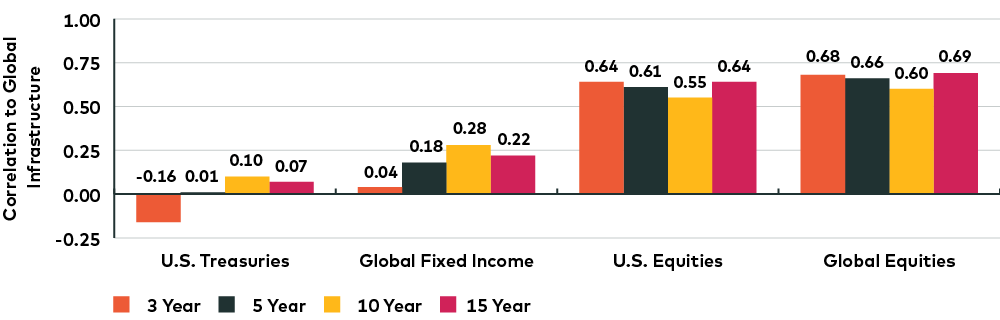 Correlation to Global
Infrastructure
1.00
0.75
0.50
0.25
0.00
-0.25
-0.16 0.01 0.10 0.07
0.04 0.18 0.28 0.22
0.64 0.61 0.55 0.64
0.68 0.66 0.60 0.69
U.S. Treasuries Global Fixed Income U.S. Equities Global Equities
3 Year 5 Year 10 Year 15 Year